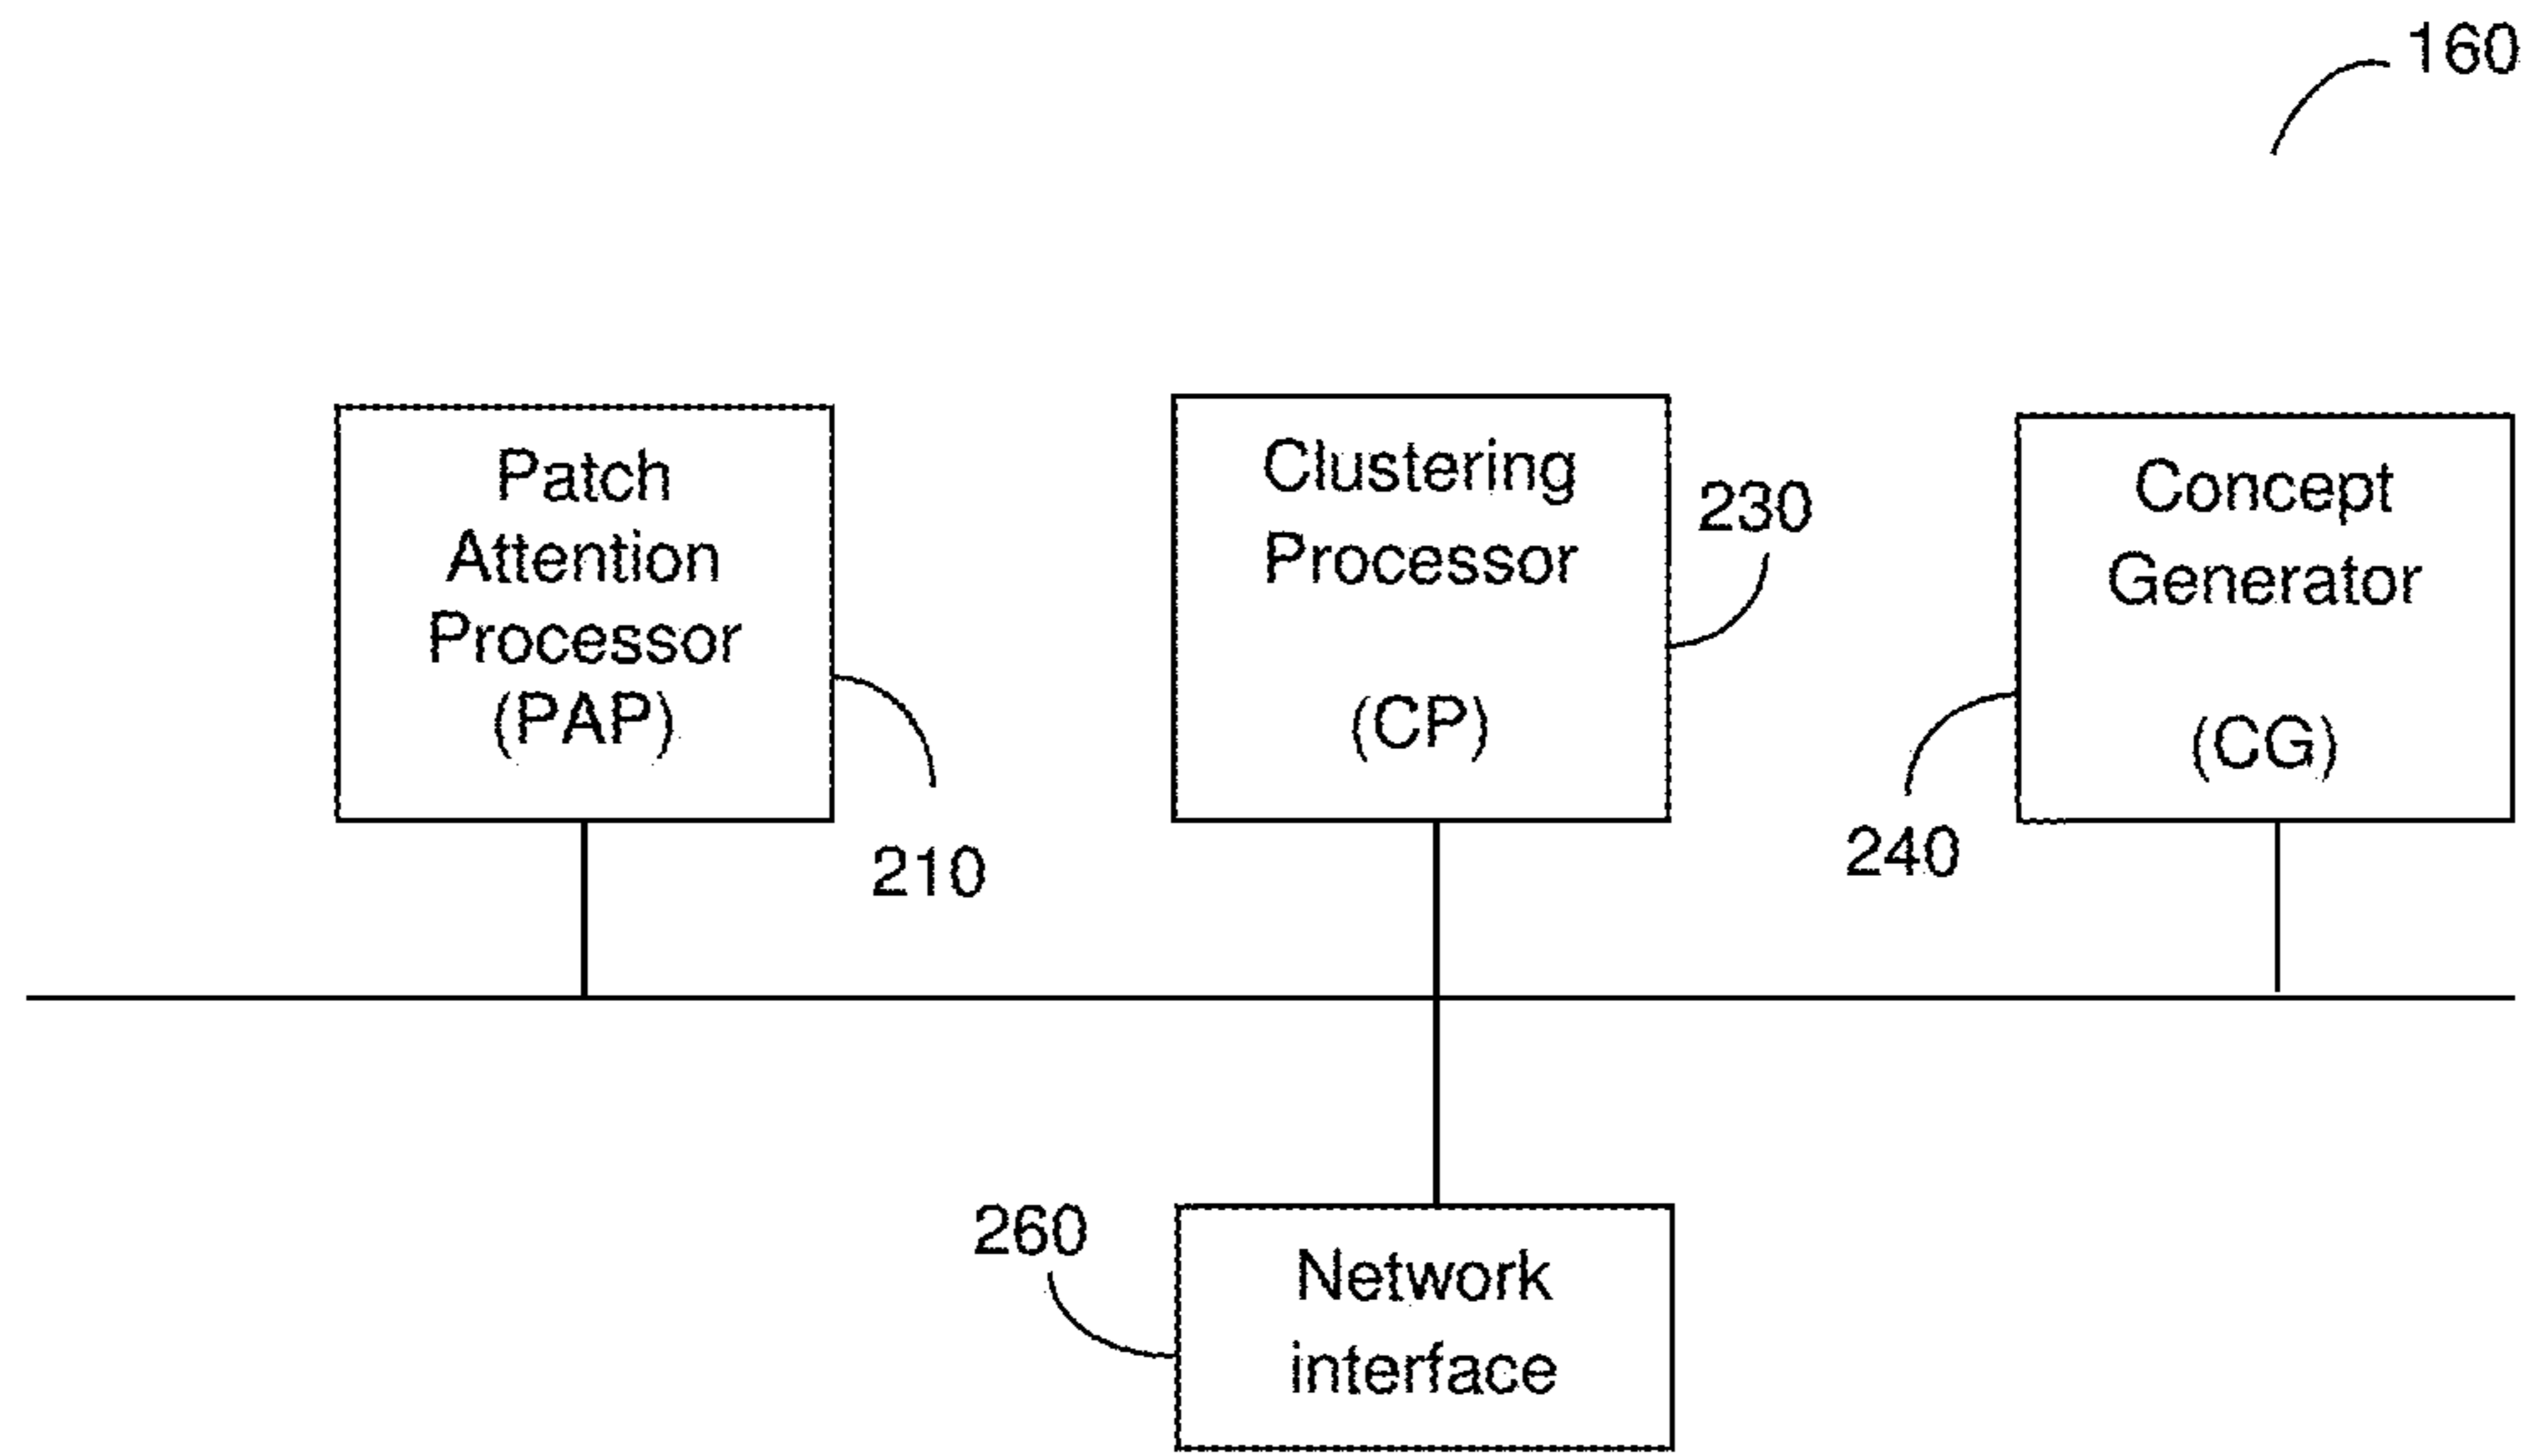 160
Patch
Attention
Processor
(PAP)
210
Clustering
Processor
(CP)
230
Concept
Generator
(CG)
240
260
Network
interface